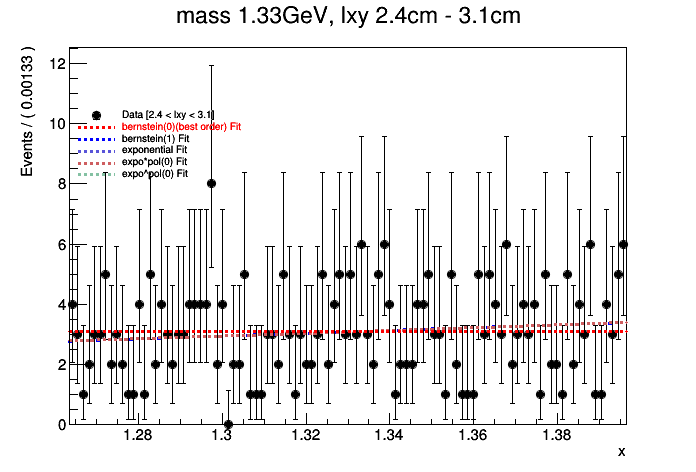 mass 1.33GeV, lxy 2.4cm - 3.1cm
Events / ( 0.00133 )
12
10
8
6
4
2
0
Data [2.4 < lxy < 3.1]
bernstein(0)(best order) Fit
bernstein(1) Fit
exponential Fit
expo*pol(0) Fit
expo^pol(0) Fit
1.28 1.3 1.32 1.34 1.36 1.38
x